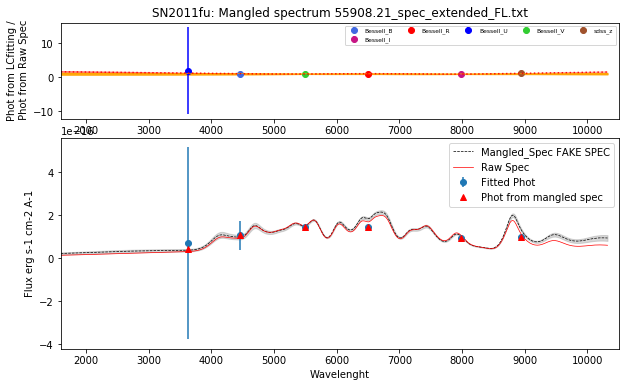 SN2011fu: Mangled spectrum 55908.21_spec_extended_FL.txt
Phot from LCfitting /
Phot from Raw Spec
10
0
−10
Bessell_B
Bessell_R
Bessell_U
Bessell_V
sdss_z
Bessell_I
2000 3000 4000 5000 6000 7000 8000 9000 10000
1e−16
Flux erg s-1 cm-2 A-1
4
2
0
−2
−4
Mangled_Spec FAKE SPEC
Raw Spec
Fitted Phot
Phot from mangled spec
2000 3000 4000 5000 6000 7000 8000 9000 10000
Wavelenght